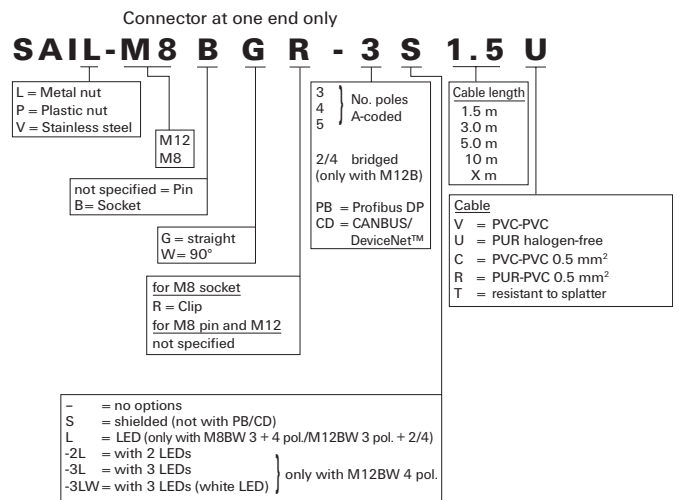 Connector at one end only
SAIL-M8 B G R - 3 S 1.5 U
L = Metal nut
P = Plastic nut
V = Stainless steel
M12
M8
not specified = Pin
B= Socket
G = straight
W= 90°
for M8 socket
R = Clip
for M8 pin and M12
not specified
3
4
5
} No. poles
A-coded
2/4 bridged
(only with M12B)
PB = Profibus DP
CD = CANBUS/
DeviceNet™
Cable length
1.5 m
3.0 m
5.0 m
10 m
X m
Cable
V = PVC-PVC
U = PUR halogen-free
C = PVC-PVC 0.5 mm²
R = PUR-PVC 0.5 mm²
T = resistant to splatter
– = no options
S = shielded (not with PB/CD)
L = LED (only with M8BW 3 + 4 pol./M12BW 3 pol. + 2/4)
-2L = with 2 LEDs
-3L = with 3 LEDs
-3LW = with 3 LEDs (white LED)
} only with M12BW 4 pol.